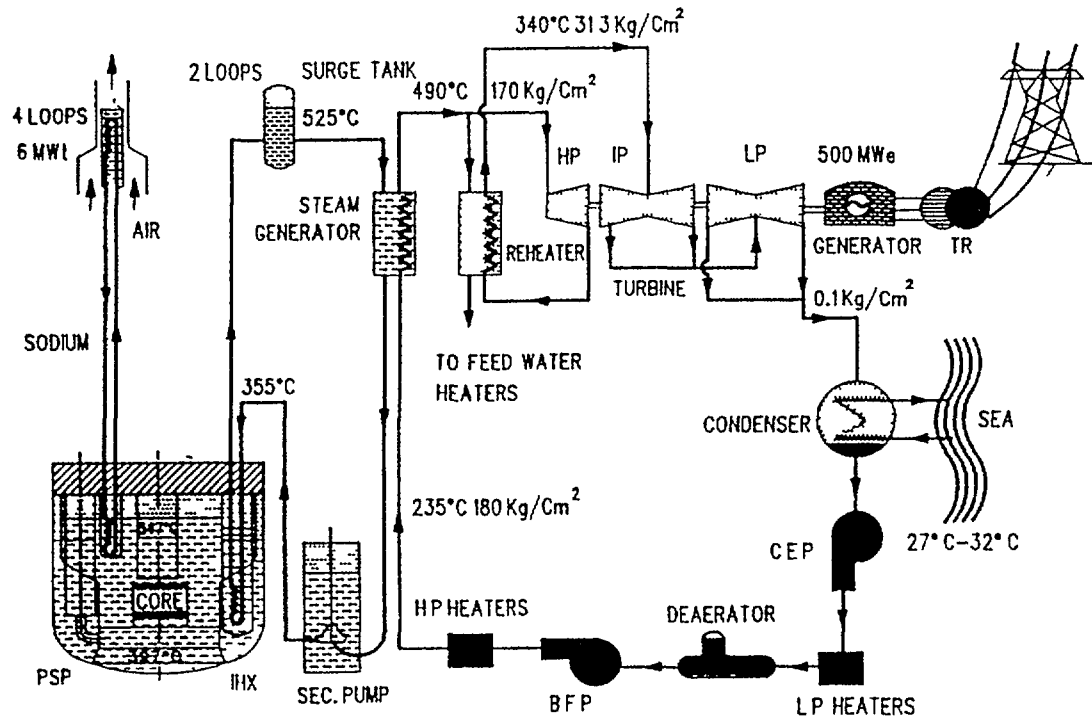 340°C 31.3 Kg/Cm²
2 LOOPS
SURGE TANK
490°C
170 Kg/Cm²
4 LOOPS
6 MWt
525°C
HP
IP
LP
500 MWe
AIR
STEAM
GENERATOR
REHEATER
TURBINE
GENERATOR
TR
0.1 Kg/Cm²
SODIUM
TO FEED WATER
HEATERS
355°C
CONDENSER
SEA
235°C 180 Kg/Cm²
27°C-32°C
CEP
CORE
HP HEATERS
DEAERATOR
PSP
IHX
SEC. PUMP
BFP
LP HEATERS